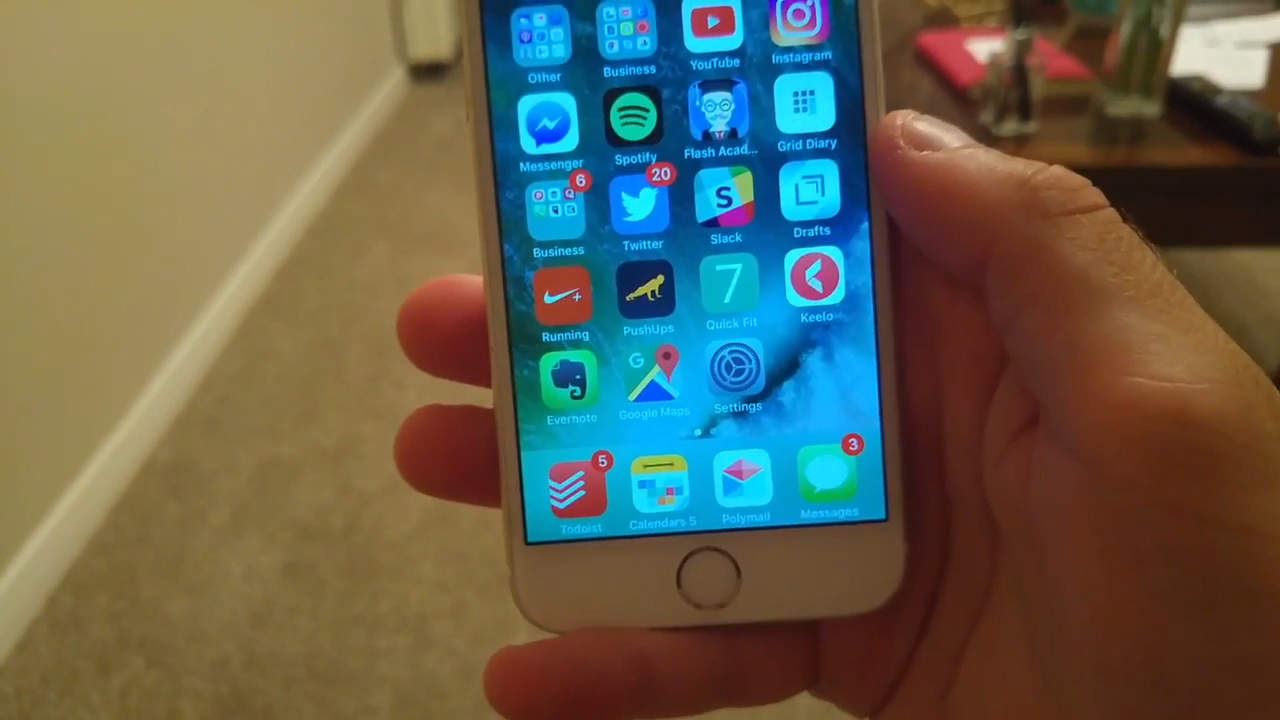 Other Business YouTube Instagram
Messenger Spotify Flash Acad... Grid Diary
6 20
S
Business Twitter Slack Drafts
7
Running PushUps Quick Fit Keelo
G
Evernote Google Maps Settings
5 3
Todoist Calendars 5 Polymail Messages